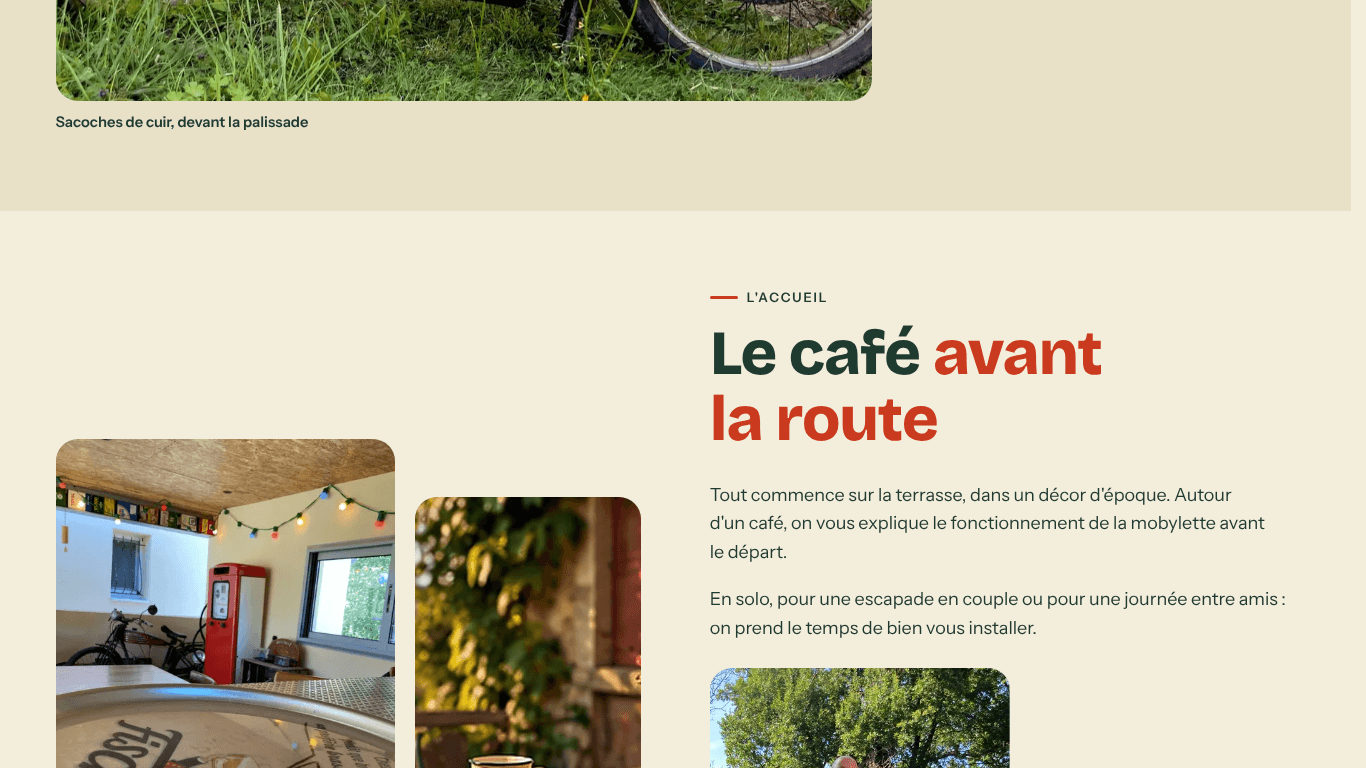 Sacoches de cuir, devant la palissade
L'ACCUEIL
Le café avant
la route
Tout commence sur la terrasse, dans un décor d'époque. Autour
d'un café, on vous explique le fonctionnement de la mobylette avant
le départ.
En solo, pour une escapade en couple ou pour une journée entre amis :
on prend le temps de bien vous installer.